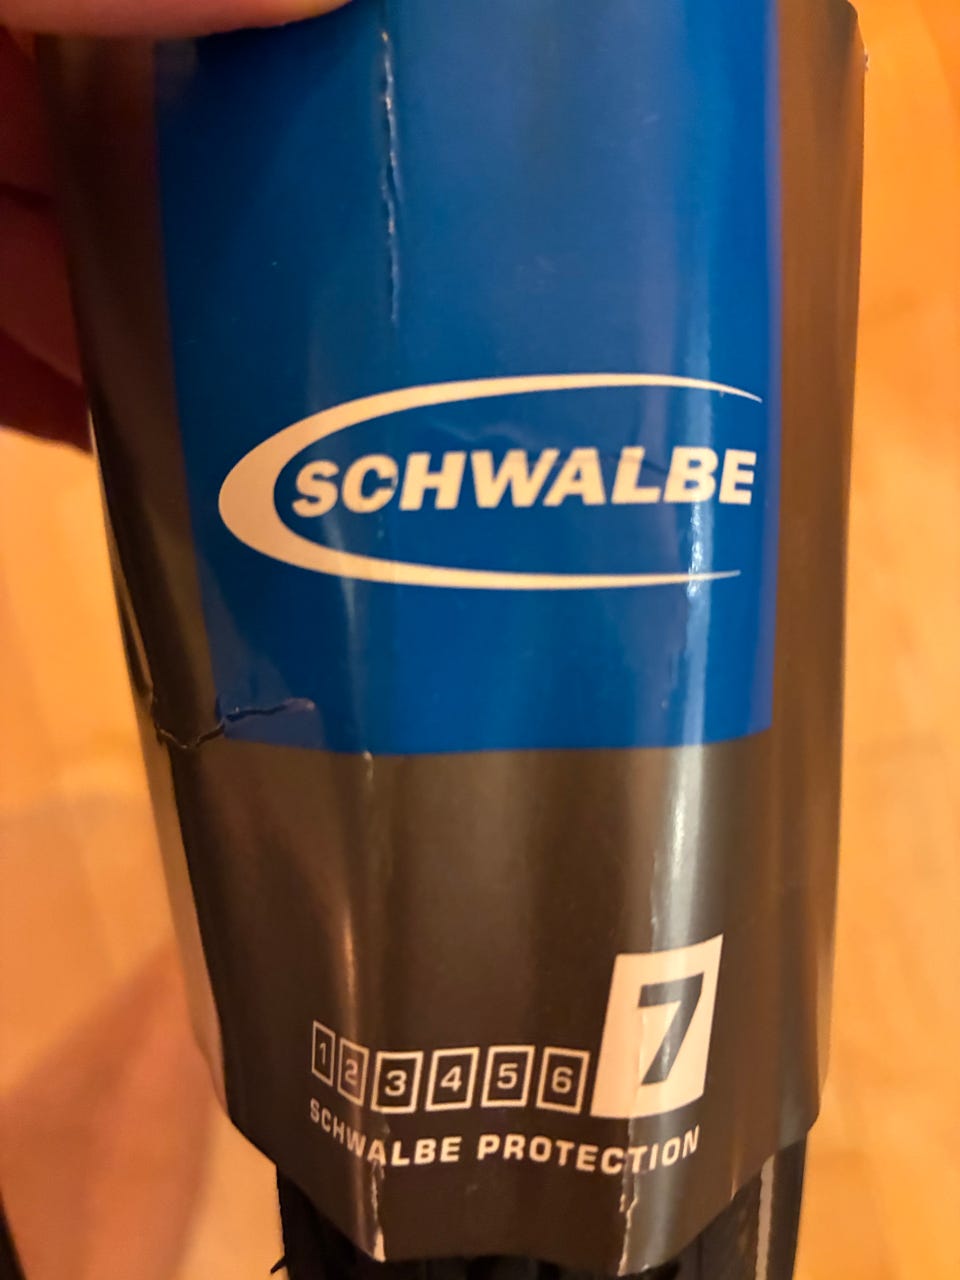 SCHWALBE
1 2 3 4 5 6 7
SCHWALBE PROTECTION